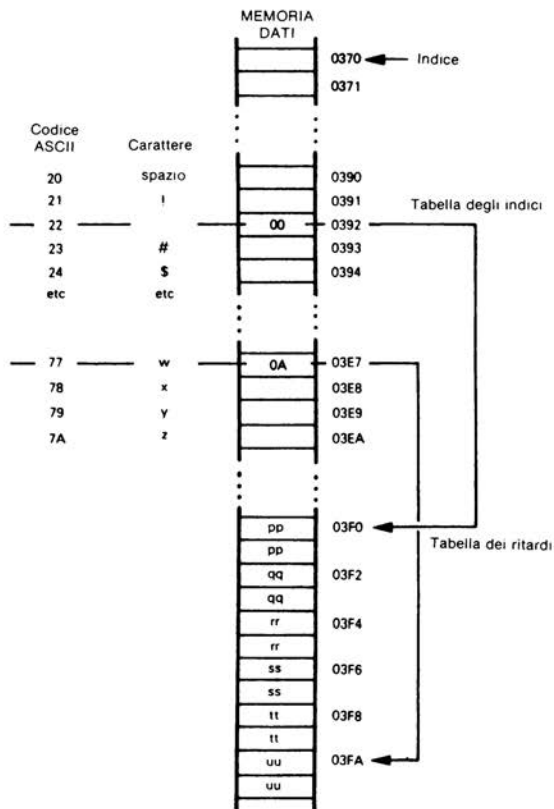 MEMORIA
DATI
0370 Indice
0371
Codice
ASCII Carattere
20 spazio 0390
21 ! 0391
Tabella degli indici
22 00 0392
23 # 0393
24 $ 0394
etc etc
77 w 0A 03E7
78 x 03E8
79 y 03E9
7A z 03EA
pp 03F0
pp Tabella dei ritardi
qq 03F2
qq
rr 03F4
rr
ss 03F6
ss
tt 03F8
tt
uu 03FA
uu